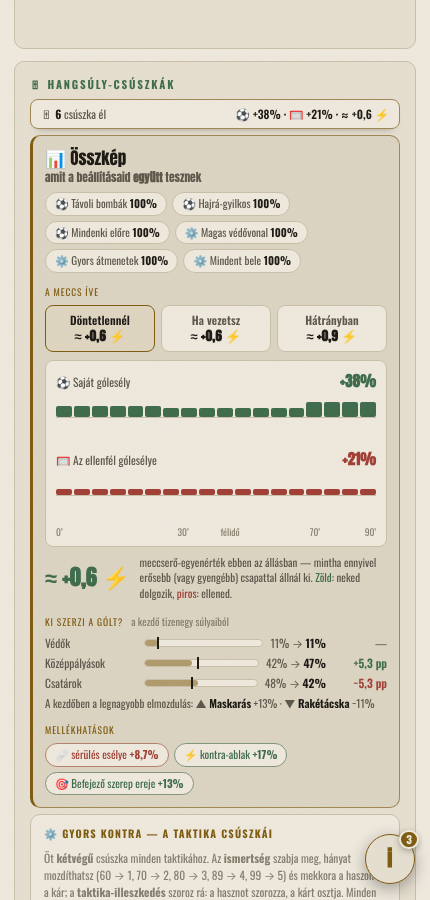 HANGSÚLY-CSÚSZKÁK
6 csúszka él ⚽ +38% · 🥅 +21% · ≈ +0,6 ⚡
📊 Összkép
amit a beállításaid együtt tesznek
⚽ Távoli bombák 100% ⚽ Hajrá-gyilkos 100%
⚽ Mindenki előre 100% ⚙️ Magas védővonal 100%
⚙️ Gyors átmenetek 100% ⚙️ Mindent bele 100%
A MECCS ÍVE
Döntetlennél Ha vezetsz Hátrányban
≈ +0,6 ⚡ ≈ +0,6 ⚡ ≈ +0,9 ⚡
⚽ Saját gólesély +38%
🥅 Az ellenfél gólesélye +21%
0' 30' félidő 70' 90'
≈ +0,6 ⚡
meccserő-egyenérték ebben az állásban — mintha ennyivel
erősebb (vagy gyengébb) csapattal állnál ki. Zöld: neked
dolgozik, piros: ellened.
KI SZERZI A GÓLT? a kezdő tizenegy súlyaiból
Védők 11% → 11% —
Középpályások 42% → 47% +5,3 pp
Csatárok 48% → 42% −5,3 pp
A kezdőben a legnagyobb elmozdulás: ▲ Maskarás +13% · ▼ Rakétácska −11%
MELLÉKHATÁSOK
🩹 sérülés esélye +8,7% ⚡ kontra-ablak +17%
🎯 Befejező szerep ereje +13%
⚙️ GYORS KONTRA — A TAKTIKA CSÚSZKÁI
Öt kétvégű csúszka minden taktikához. Az ismertség szabja meg, hányat
mozdíthatsz (60 → 1, 70 → 2, 80 → 3, 89 → 4, 99 → 5) és mekkora a
a kár; a taktika-illeszkedés szoroz rá: a hasznot szorozza, a kárt osztja. Minden
3